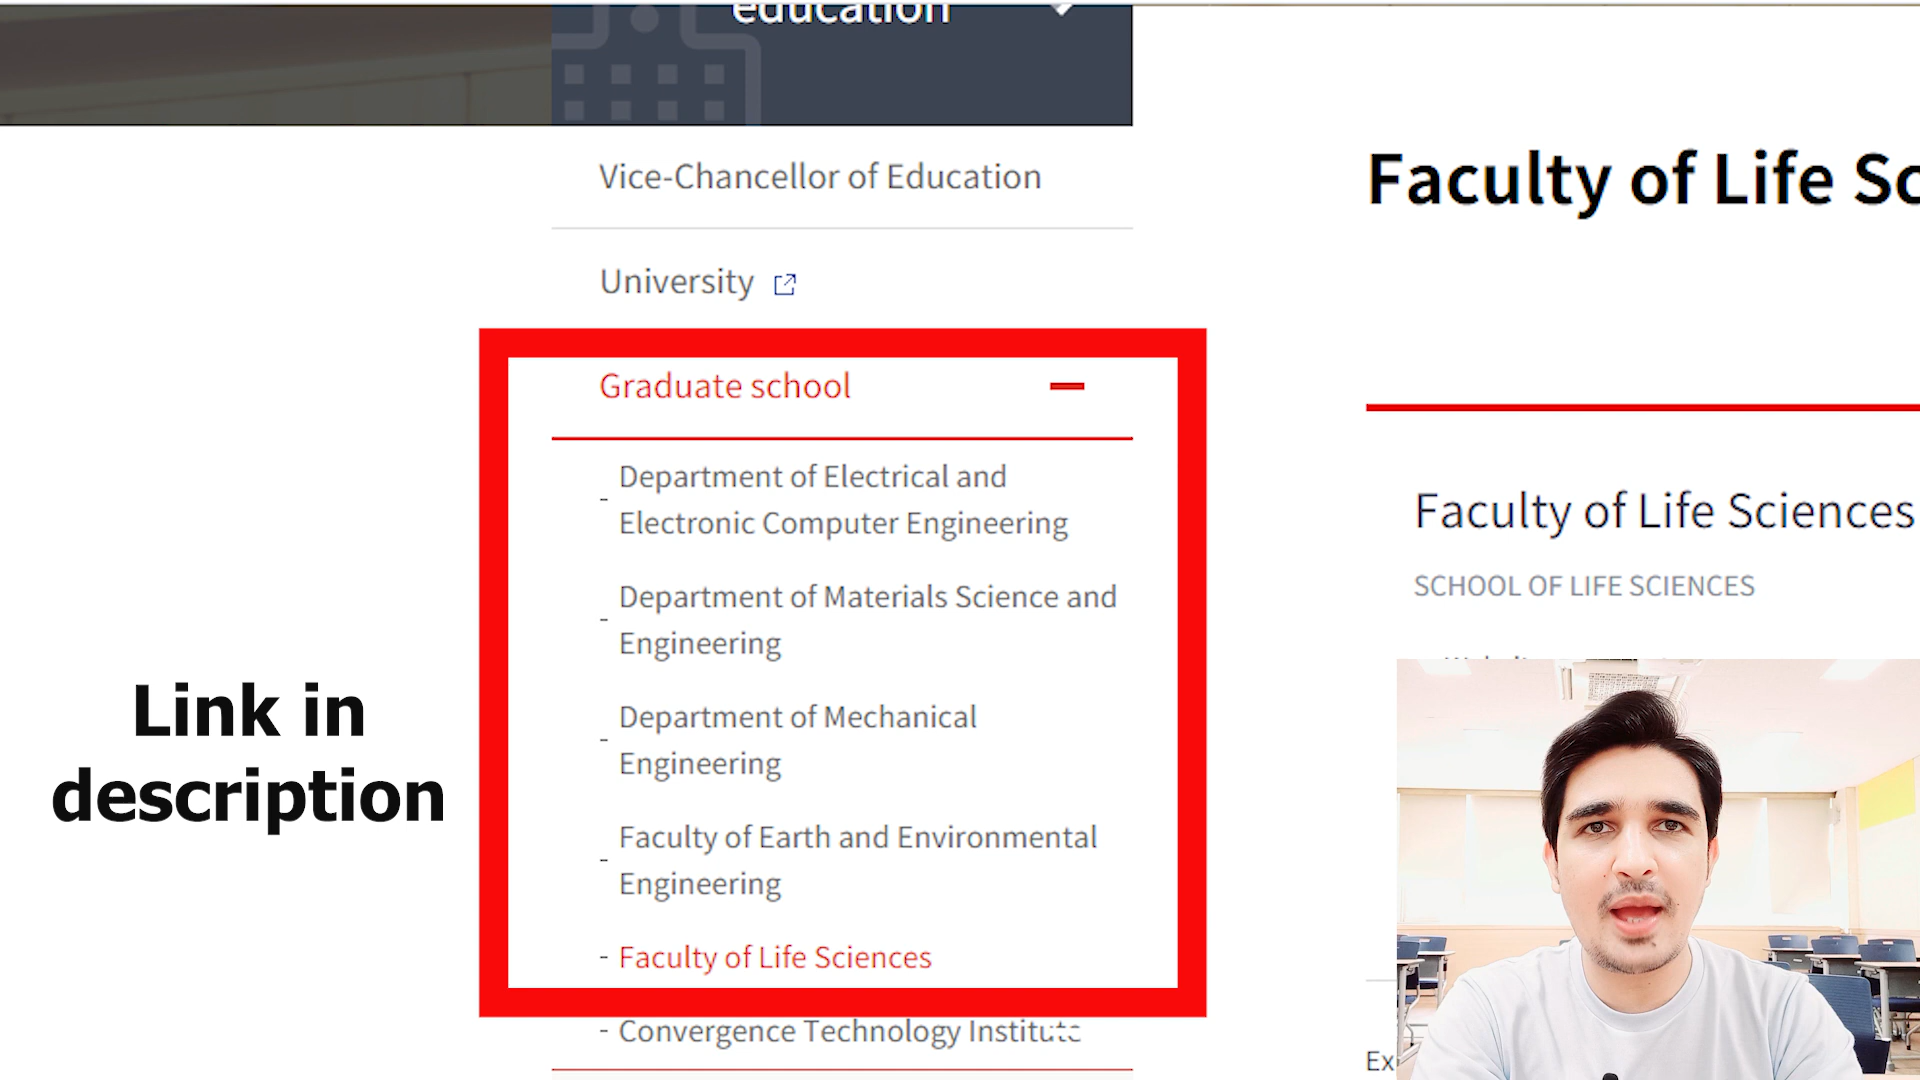 education
Vice-Chancellor of Education
University
Graduate school
- Department of Electrical and
Electronic Computer Engineering
- Department of Materials Science and
Engineering
- Department of Mechanical
Engineering
- Faculty of Earth and Environmental
Engineering
- Faculty of Life Sciences
- Convergence Technology Institute
Link in
description
Faculty of Life Sc
Faculty of Life Sciences
SCHOOL OF LIFE SCIENCES
Ex